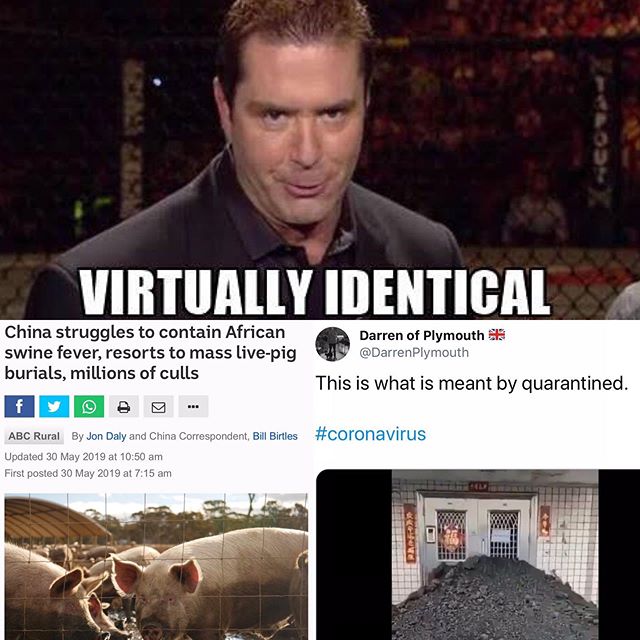 VIRTUALLY IDENTICAL
China struggles to contain African
swine fever, resorts to mass live-pig
burials, millions of culls
ABC Rural By Jon Daly and China Correspondent, Bill Birtles
Updated 30 May 2019 at 10:50 am
First posted 30 May 2019 at 7:15 am
Darren of Plymouth
@DarrenPlymouth
This is what is meant by quarantined.
#coronavirus
TAPOUT
福